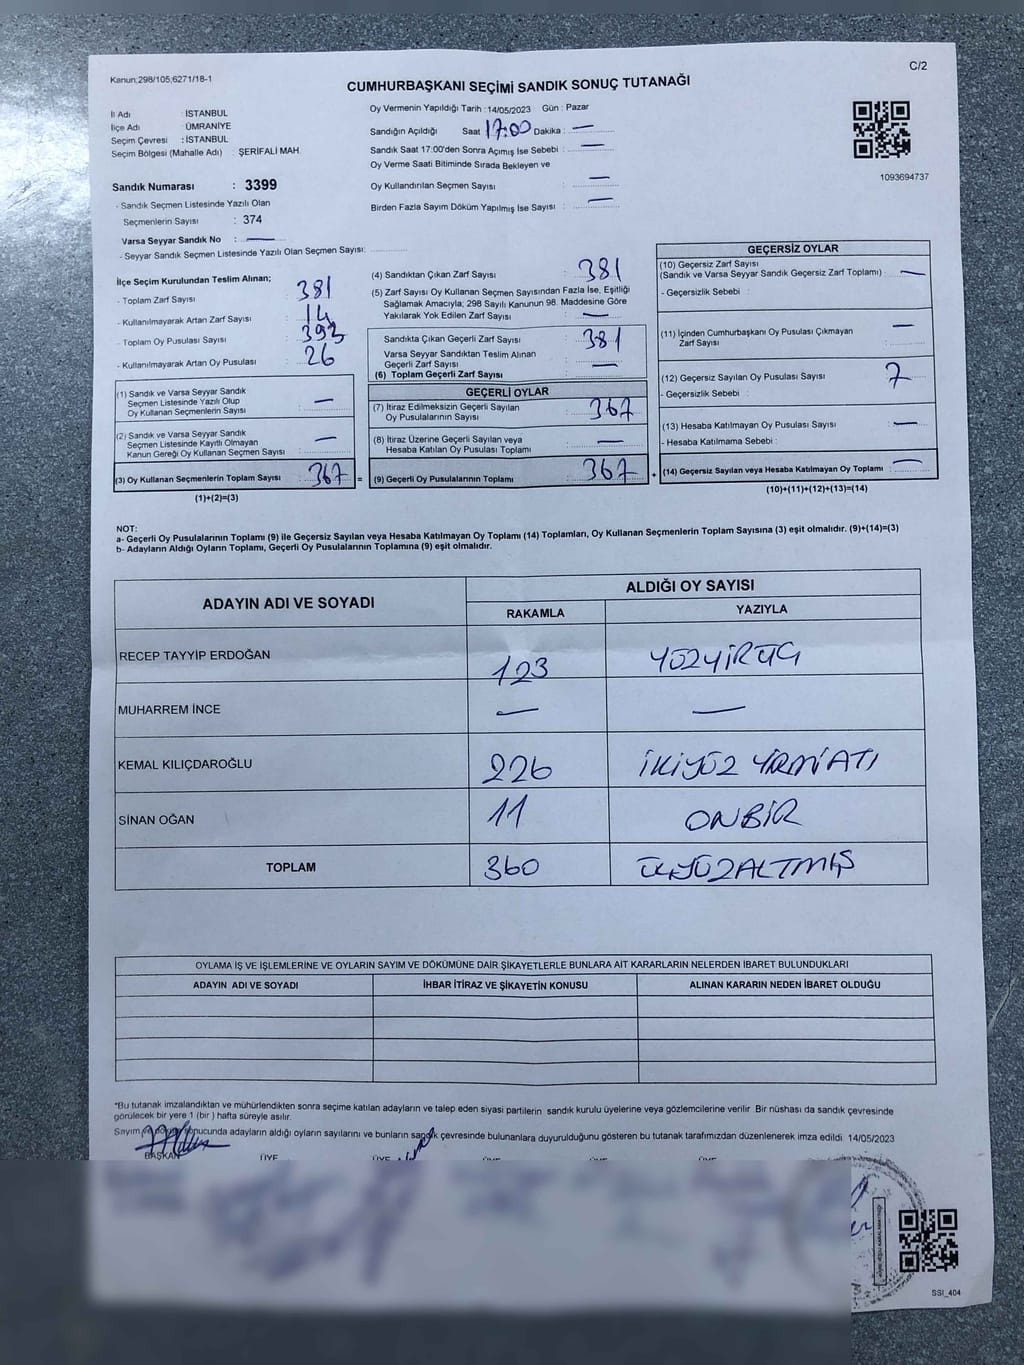 Kanun;298/105;6271/18-1
C/2
CUMHURBAŞKANI SEÇİMİ SANDIK SONUÇ TUTANAĞI
İl Adı : İSTANBUL
İlçe Adı : ÜMRANİYE
Seçim Çevresi : İSTANBUL
Seçim Bölgesi (Mahalle Adı) : ŞERİFALİ MAH.
Sandık Numarası : 3399
- Sandık Seçmen Listesinde Yazılı Olan
Seçmenlerin Sayısı : 374
Varsa Seyyar Sandık No : —
- Seyyar Sandık Seçmen Listesinde Yazılı Olan Seçmen Sayısı:
Oy Vermenin Yapıldığı Tarih : 14/05/2023 Gün : Pazar
Sandığın Açıldığı Saat 17:00 Dakika : —
Sandık Saat 17:00'den Sonra Açımış İse Sebebi : —
Oy Verme Saati Bitiminde Sırada Bekleyen ve
Oy Kullandırılan Seçmen Sayısı : —
Birden Fazla Sayım Döküm Yapılmış İse Sayısı : —
1093694737
İlçe Seçim Kurulundan Teslim Alınan;
- Toplam Zarf Sayısı : 381
- Kullanılmayarak Artan Zarf Sayısı : 14
- Toplam Oy Pusulası Sayısı : 393
- Kullanılmayarak Artan Oy Pusulası : 26
(1) Sandık ve Varsa Seyyar Sandık
Seçmen Listesinde Yazılı Olup
Oy Kullanan Seçmenlerin Sayısı : —
(2) Sandık ve Varsa Seyyar Sandık
Seçmen Listesinde Kayıtlı Olmayan
Kanun Gereği Oy Kullanan Seçmen Sayısı : —
(3) Oy Kullanan Seçmenlerin Toplam Sayısı : 367 =
(1)+(2)=(3)
(4) Sandıktan Çıkan Zarf Sayısı : 381
(5) Zarf Sayısı Oy Kullanan Seçmen Sayısından Fazla İse, Eşitliği
Sağlamak Amacıyla; 298 Sayılı Kanunun 98. Maddesine Göre
Yakılarak Yok Edilen Zarf Sayısı : —
Sandıkta Çıkan Geçerli Zarf Sayısı : 381
Varsa Seyyar Sandıktan Teslim Alınan
Geçerli Zarf Sayısı : —
(6) Toplam Geçerli Zarf Sayısı
GEÇERLİ OYLAR
(7) İtiraz Edilmeksizin Geçerli Sayılan
Oy Pusulalarının Sayısı : 367
(8) İtiraz Üzerine Geçerli Sayılan veya
Hesaba Katılan Oy Pusulası Toplamı : —
(9) Geçerli Oy Pusulalarının Toplamı : 367 +
GEÇERSİZ OYLAR
(10) Geçersiz Zarf Sayısı
(Sandık ve Varsa Seyyar Sandık Geçersiz Zarf Toplamı) : —
- Geçersizlik Sebebi :
(11) İçinden Cumhurbaşkanı Oy Pusulası Çıkmayan
Zarf Sayısı : —
(12) Geçersiz Sayılan Oy Pusulası Sayısı : 7
- Geçersizlik Sebebi :
(13) Hesaba Katılmayan Oy Pusulası Sayısı : —
- Hesaba Katılmama Sebebi :
(14) Geçersiz Sayılan veya Hesaba Katılmayan Oy Toplamı : —
(10)+(11)+(12)+(13)=(14)
NOT:
a- Geçerli Oy Pusulalarının Toplamı (9) ile Geçersiz Sayılan veya Hesaba Katılmayan Oy Toplamı (14) Toplamları, Oy Kullanan Seçmenlerin Toplam Sayısına (3) eşit olmalıdır. (9)+(14)=(3)
b- Adayların Aldığı Oyların Toplamı, Geçerli Oy Pusulalarının Toplamına (9) eşit olmalıdır.
ADAYIN ADI VE SOYADI
ALDIĞI OY SAYISI
RAKAMLA YAZIYLA
RECEP TAYYİP ERDOĞAN 123 YÜZYİRÜÇ
MUHARREM İNCE — —
KEMAL KILIÇDAROĞLU 226 İKİYÜZ YİRMİATI
SİNAN OĞAN 11 ONBİR
TOPLAM 360 ÜÇYÜZALTMIŞ
OYLAMA İŞ VE İŞLEMLERİNE VE OYLARIN SAYIM VE DÖKÜMÜNE DAİR ŞİKAYETLERLE BUNLARA AİT KARARLARIN NELERDEN İBARET BULUNDUKLARI
ADAYIN ADI VE SOYADI İHBAR İTİRAZ VE ŞİKAYETİN KONUSU ALINAN KARARIN NEDEN İBARET OLDUĞU
*Bu tutanak imzalandıktan ve mühürlendikten sonra seçime katılan adayların ve talep eden siyasi partilerin sandık kurulu üyelerine veya gözlemcilerine verilir. Bir nüshası da sandık çevresinde
görülecek bir yere 1 (bir ) hafta süreyle asılır.
Sayım ve döküm sonucunda adayların aldığı oyların sayılarını ve bunların sandık çevresinde bulunanlara duyurulduğunu gösteren bu tutanak tarafımızdan düzenlenerek imza edildi 14/05/2023
BAŞKAN ÜYE ÜYE ÜYE ÜYE ÜYE
SSI_404